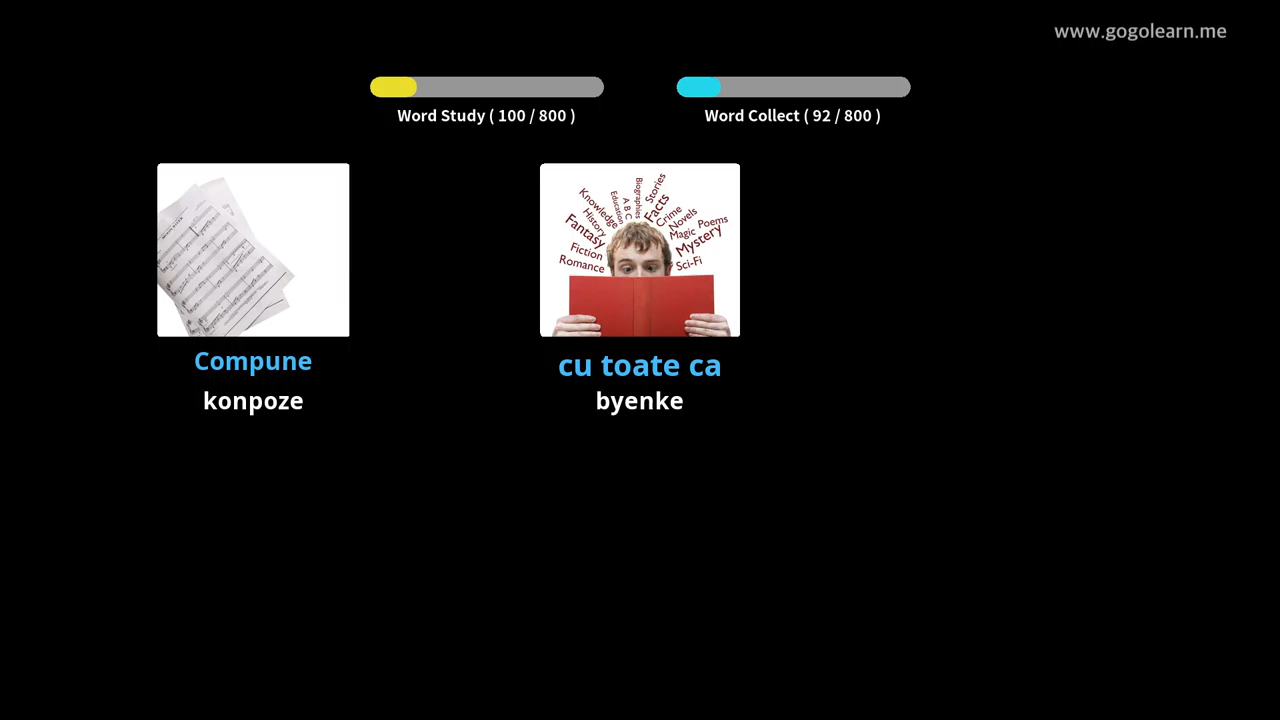 www.gogolearn.me
Word Study ( 100 / 800 )
Word Collect ( 92 / 800 )
Knowledge
History
Fantasy
Fiction
Romance
Education
A B C
Biographies
Stories
Facts
Crime
Novels
Magic
Poems
Mystery
Sci-Fi
Compune
cu toate ca
konpoze
byenke